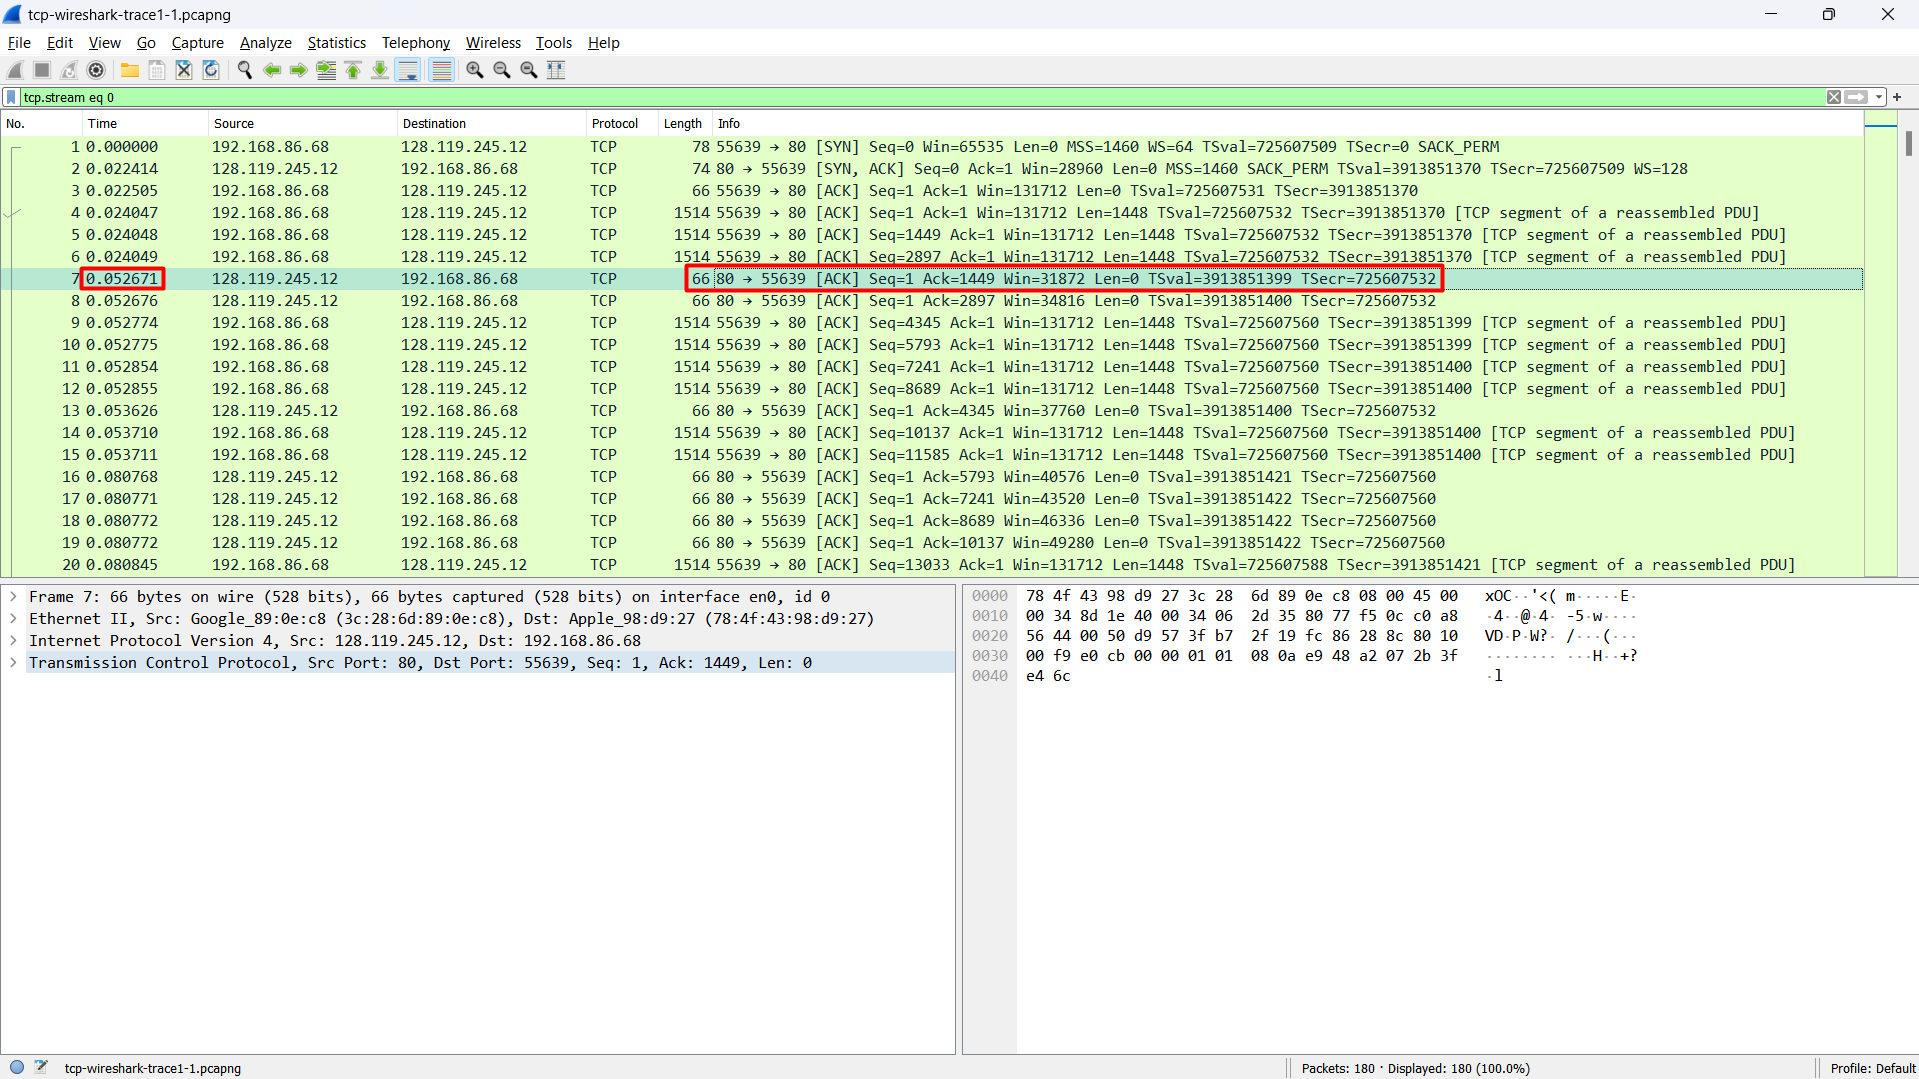 tcp-wireshark-trace1-1.pcapng
File Edit View Go Capture Analyze Statistics Telephony Wireless Tools Help
tcp.stream eq 0
No. Time Source Destination Protocol Length Info
1 0.000000 192.168.86.68 128.119.245.12 TCP 78 55639 → 80 [SYN] Seq=0 Win=65535 Len=0 MSS=1460 WS=64 TSval=725607509 TSecr=0 SACK_PERM
2 0.022414 128.119.245.12 192.168.86.68 TCP 74 80 → 55639 [SYN, ACK] Seq=0 Ack=1 Win=28960 Len=0 MSS=1460 SACK_PERM TSval=3913851370 TSecr=725607509 WS=128
3 0.022505 192.168.86.68 128.119.245.12 TCP 66 55639 → 80 [ACK] Seq=1 Ack=1 Win=131712 Len=0 TSval=725607531 TSecr=3913851370
4 0.024047 192.168.86.68 128.119.245.12 TCP 1514 55639 → 80 [ACK] Seq=1 Ack=1 Win=131712 Len=1448 TSval=725607532 TSecr=3913851370 [TCP segment of a reassembled PDU]
5 0.024048 192.168.86.68 128.119.245.12 TCP 1514 55639 → 80 [ACK] Seq=1449 Ack=1 Win=131712 Len=1448 TSval=725607532 TSecr=3913851370 [TCP segment of a reassembled PDU]
6 0.024049 192.168.86.68 128.119.245.12 TCP 1514 55639 → 80 [ACK] Seq=2897 Ack=1 Win=131712 Len=1448 TSval=725607532 TSecr=3913851370 [TCP segment of a reassembled PDU]
7 0.052671 128.119.245.12 192.168.86.68 TCP 66 80 → 55639 [ACK] Seq=1 Ack=1449 Win=31872 Len=0 TSval=3913851399 TSecr=725607532
8 0.052676 128.119.245.12 192.168.86.68 TCP 66 80 → 55639 [ACK] Seq=1 Ack=2897 Win=34816 Len=0 TSval=3913851400 TSecr=725607532
9 0.052774 192.168.86.68 128.119.245.12 TCP 1514 55639 → 80 [ACK] Seq=4345 Ack=1 Win=131712 Len=1448 TSval=725607560 TSecr=3913851399 [TCP segment of a reassembled PDU]
10 0.052775 192.168.86.68 128.119.245.12 TCP 1514 55639 → 80 [ACK] Seq=5793 Ack=1 Win=131712 Len=1448 TSval=725607560 TSecr=3913851399 [TCP segment of a reassembled PDU]
11 0.052854 192.168.86.68 128.119.245.12 TCP 1514 55639 → 80 [ACK] Seq=7241 Ack=1 Win=131712 Len=1448 TSval=725607560 TSecr=3913851400 [TCP segment of a reassembled PDU]
12 0.052855 192.168.86.68 128.119.245.12 TCP 1514 55639 → 80 [ACK] Seq=8689 Ack=1 Win=131712 Len=1448 TSval=725607560 TSecr=3913851400 [TCP segment of a reassembled PDU]
13 0.053626 128.119.245.12 192.168.86.68 TCP 66 80 → 55639 [ACK] Seq=1 Ack=4345 Win=37760 Len=0 TSval=3913851400 TSecr=725607532
14 0.053710 192.168.86.68 128.119.245.12 TCP 1514 55639 → 80 [ACK] Seq=10137 Ack=1 Win=131712 Len=1448 TSval=725607560 TSecr=3913851400 [TCP segment of a reassembled PDU]
15 0.053711 192.168.86.68 128.119.245.12 TCP 1514 55639 → 80 [ACK] Seq=11585 Ack=1 Win=131712 Len=1448 TSval=725607560 TSecr=3913851400 [TCP segment of a reassembled PDU]
16 0.080768 128.119.245.12 192.168.86.68 TCP 66 80 → 55639 [ACK] Seq=1 Ack=5793 Win=40576 Len=0 TSval=3913851421 TSecr=725607560
17 0.080771 128.119.245.12 192.168.86.68 TCP 66 80 → 55639 [ACK] Seq=1 Ack=7241 Win=43520 Len=0 TSval=3913851422 TSecr=725607560
18 0.080772 128.119.245.12 192.168.86.68 TCP 66 80 → 55639 [ACK] Seq=1 Ack=8689 Win=46336 Len=0 TSval=3913851422 TSecr=725607560
19 0.080772 128.119.245.12 192.168.86.68 TCP 66 80 → 55639 [ACK] Seq=1 Ack=10137 Win=49280 Len=0 TSval=3913851422 TSecr=725607560
20 0.080845 192.168.86.68 128.119.245.12 TCP 1514 55639 → 80 [ACK] Seq=13033 Ack=1 Win=131712 Len=1448 TSval=725607588 TSecr=3913851421 [TCP segment of a reassembled PDU]
Frame 7: 66 bytes on wire (528 bits), 66 bytes captured (528 bits) on interface en0, id 0
Ethernet II, Src: Google_89:0e:c8 (3c:28:6d:89:0e:c8), Dst: Apple_98:d9:27 (78:4f:43:98:d9:27)
Internet Protocol Version 4, Src: 128.119.245.12, Dst: 192.168.86.68
Transmission Control Protocol, Src Port: 80, Dst Port: 55639, Seq: 1, Ack: 1449, Len: 0
0000 78 4f 43 98 d9 27 3c 28 6d 89 0e c8 08 00 45 00 xOC··'<( m·····E·
0010 00 34 8d 1e 40 00 34 06 2d 35 80 77 f5 0c c0 a8 ·4··@·4· -5·w····
0020 56 44 00 50 d9 57 3f b7 2f 19 fc 86 28 8c 80 10 VD·P·W?· /···(···
0030 00 f9 e0 cb 00 00 01 01 08 0a e9 48 a2 07 2b 3f ········ ···H··+?
0040 e4 6c ·l
tcp-wireshark-trace1-1.pcapng
Packets: 180 · Displayed: 180 (100.0%)
Profile: Default